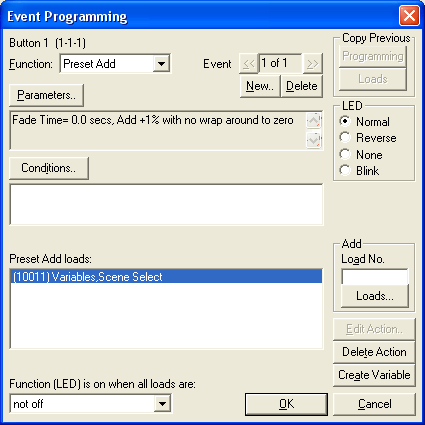 Event Programming
Button 1 (1-1-1)
Function: Preset Add
Event << 1 of 1 >>
New.. Delete
Parameters..
Fade Time= 0.0 secs, Add +1% with no wrap around to zero
Conditions..
Preset Add loads:
(10011) Variables,Scene Select
Function (LED) is on when all loads are:
not off
Copy Previous
Programming
Loads
LED
Normal
Reverse
None
Blink
Add
Load No.
Loads...
Edit Action..
Delete Action
Create Variable
OK
Cancel